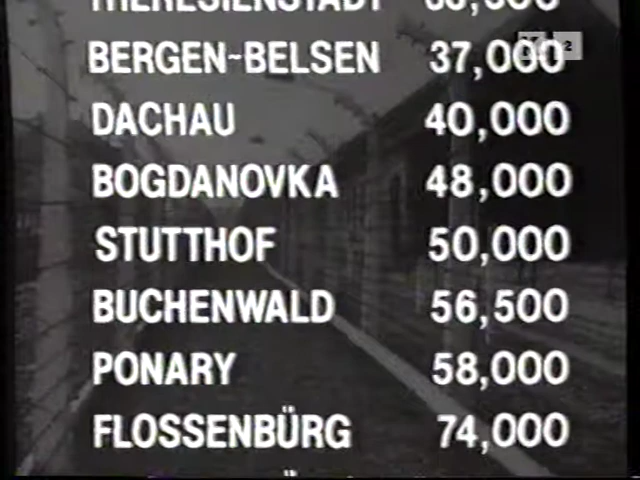 THERESIENSTADT
BERGEN~BELSEN 37,000
DACHAU 40,000
BOGDANOVKA 48,000
STUTTHOF 50,000
BUCHENWALD 56,500
PONARY 58,000
FLOSSENBÜRG 74,000